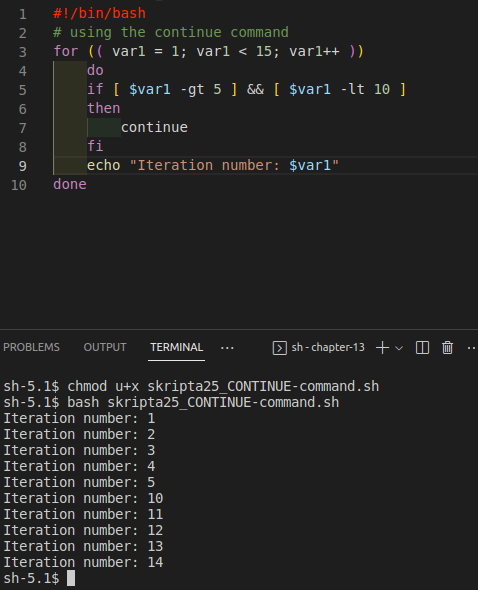 1 #!/bin/bash
2 # using the continue command
3 for (( var1 = 1; var1 < 15; var1++ ))
4     do
5     if [ $var1 -gt 5 ] && [ $var1 -lt 10 ]
6     then
7         continue
8     fi
9     echo "Iteration number: $var1"
10 done
PROBLEMS OUTPUT TERMINAL ··· sh - chapter-13
sh-5.1$ chmod u+x skripta25_CONTINUE-command.sh
sh-5.1$ bash skripta25_CONTINUE-command.sh
Iteration number: 1
Iteration number: 2
Iteration number: 3
Iteration number: 4
Iteration number: 5
Iteration number: 10
Iteration number: 11
Iteration number: 12
Iteration number: 13
Iteration number: 14
sh-5.1$